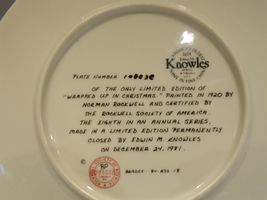 Knowles
PLATE NUMBER
OF THE ONLY LIMITED EDITION OF
"WRAPPED UP IN CHRISTMAS." PAINTED IN 1920 BY
NORMAN ROCKWELL AND CERTIFIED BY
THE ROCKWELL SOCIETY OF AMERICA.
THE EIGHTH IN AN ANNUAL SERIES,
MADE IN A LIMITED EDITION PERMANENTLY
CLOSED BY EDWIN M. KNOWLES
ON DECEMBER 24, 1981.
BRADEX